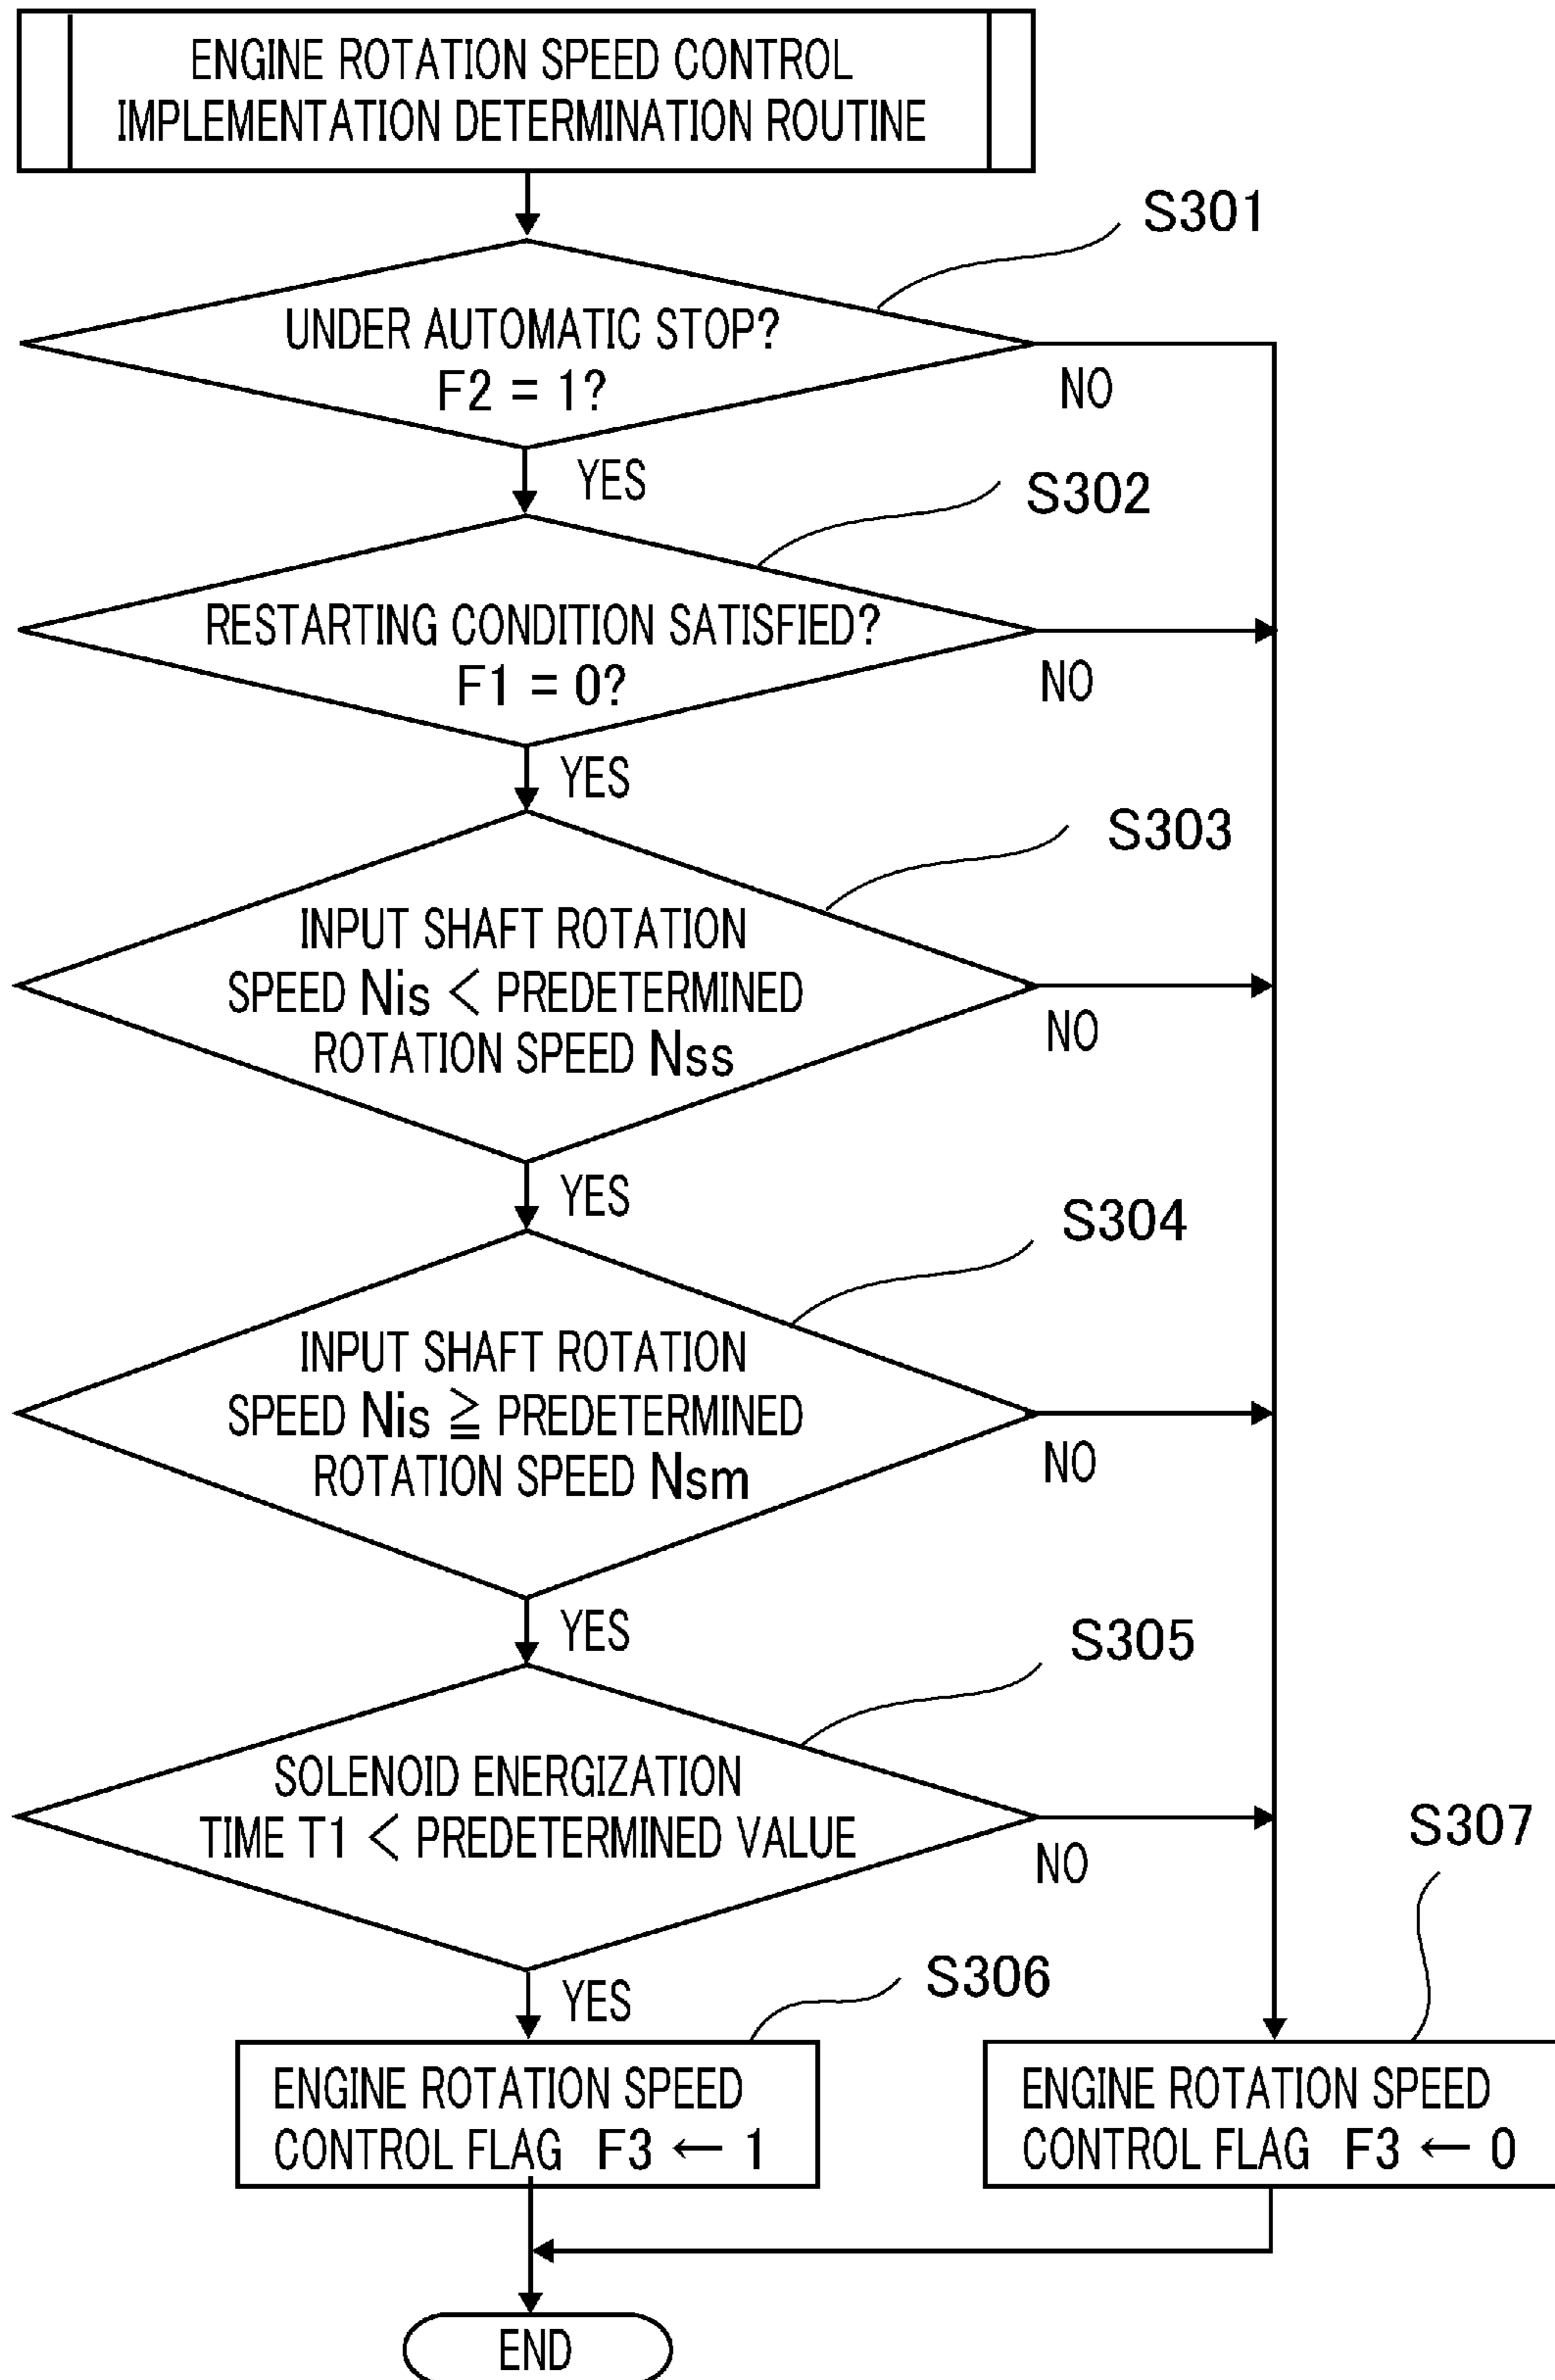 ENGINE ROTATION SPEED CONTROL
IMPLEMENTATION DETERMINATION ROUTINE
S301
UNDER AUTOMATIC STOP?
F2 = 1?
NO
YES
S302
RESTARTING CONDITION SATISFIED?
F1 = 0?
NO
YES
S303
INPUT SHAFT ROTATION
SPEED Nis < PREDETERMINED
ROTATION SPEED Nss
NO
YES
S304
INPUT SHAFT ROTATION
SPEED Nis ≧ PREDETERMINED
ROTATION SPEED Nsm
NO
YES
S305
SOLENOID ENERGIZATION
TIME T1 < PREDETERMINED VALUE
NO
YES
S306
ENGINE ROTATION SPEED
CONTROL FLAG F3 ← 1
S307
ENGINE ROTATION SPEED
CONTROL FLAG F3 ← 0
END